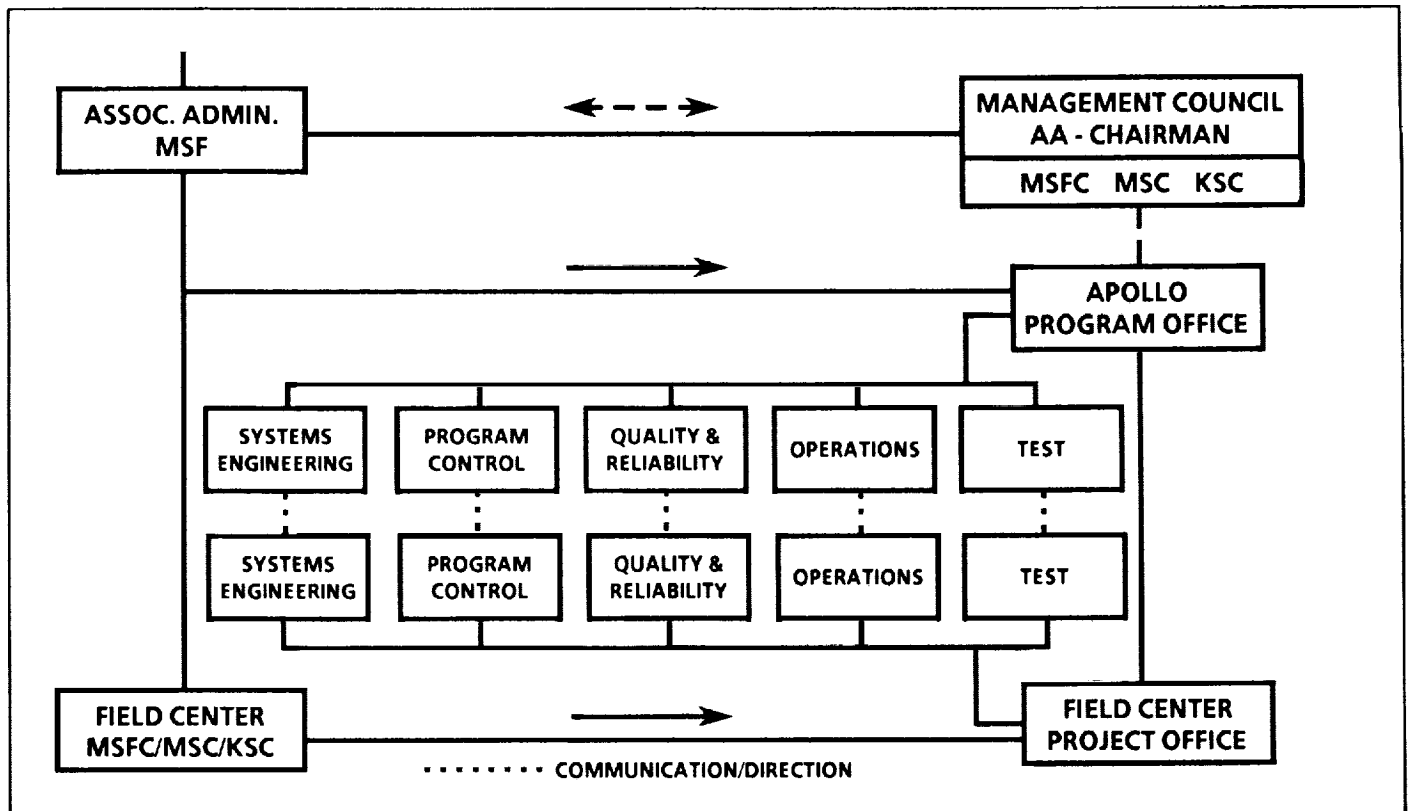 ASSOC. ADMIN.
MSF
MANAGEMENT COUNCIL
AA - CHAIRMAN
MSFC MSC KSC
APOLLO
PROGRAM OFFICE
SYSTEMS
ENGINEERING
PROGRAM
CONTROL
QUALITY &
RELIABILITY
OPERATIONS
TEST
SYSTEMS
ENGINEERING
PROGRAM
CONTROL
QUALITY &
RELIABILITY
OPERATIONS
TEST
FIELD CENTER
MSFC/MSC/KSC
FIELD CENTER
PROJECT OFFICE
COMMUNICATION/DIRECTION